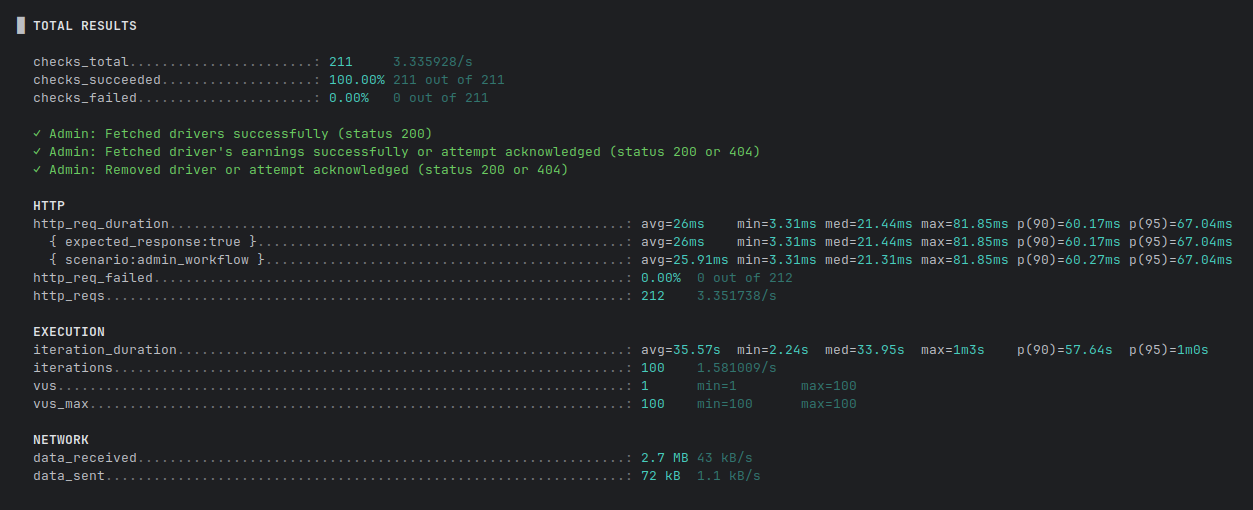 █ TOTAL RESULTS
checks_total.......................: 211     3.335928/s
checks_succeeded...................: 100.00% 211 out of 211
checks_failed......................: 0.00%   0 out of 211
✓ Admin: Fetched drivers successfully (status 200)
✓ Admin: Fetched driver's earnings successfully or attempt acknowledged (status 200 or 404)
✓ Admin: Removed driver or attempt acknowledged (status 200 or 404)
HTTP
http_req_duration.........................................................: avg=26ms    min=3.31ms med=21.44ms max=81.85ms p(90)=60.17ms p(95)=67.04ms
  { expected_response:true }..............................................: avg=26ms    min=3.31ms med=21.44ms max=81.85ms p(90)=60.17ms p(95)=67.04ms
  { scenario:admin_workflow }.............................................: avg=25.91ms min=3.31ms med=21.31ms max=81.85ms p(90)=60.27ms p(95)=67.04ms
http_req_failed...........................................................: 0.00%  0 out of 212
http_reqs.................................................................: 212    3.351738/s
EXECUTION
iteration_duration........................................................: avg=35.57s  min=2.24s  med=33.95s  max=1m3s    p(90)=57.64s  p(95)=1m0s
iterations................................................................: 100    1.581009/s
vus.......................................................................: 1      min=1        max=100
vus_max...................................................................: 100    min=100      max=100
NETWORK
data_received.............................................................: 2.7 MB 43 kB/s
data_sent.................................................................: 72 kB  1.1 kB/s